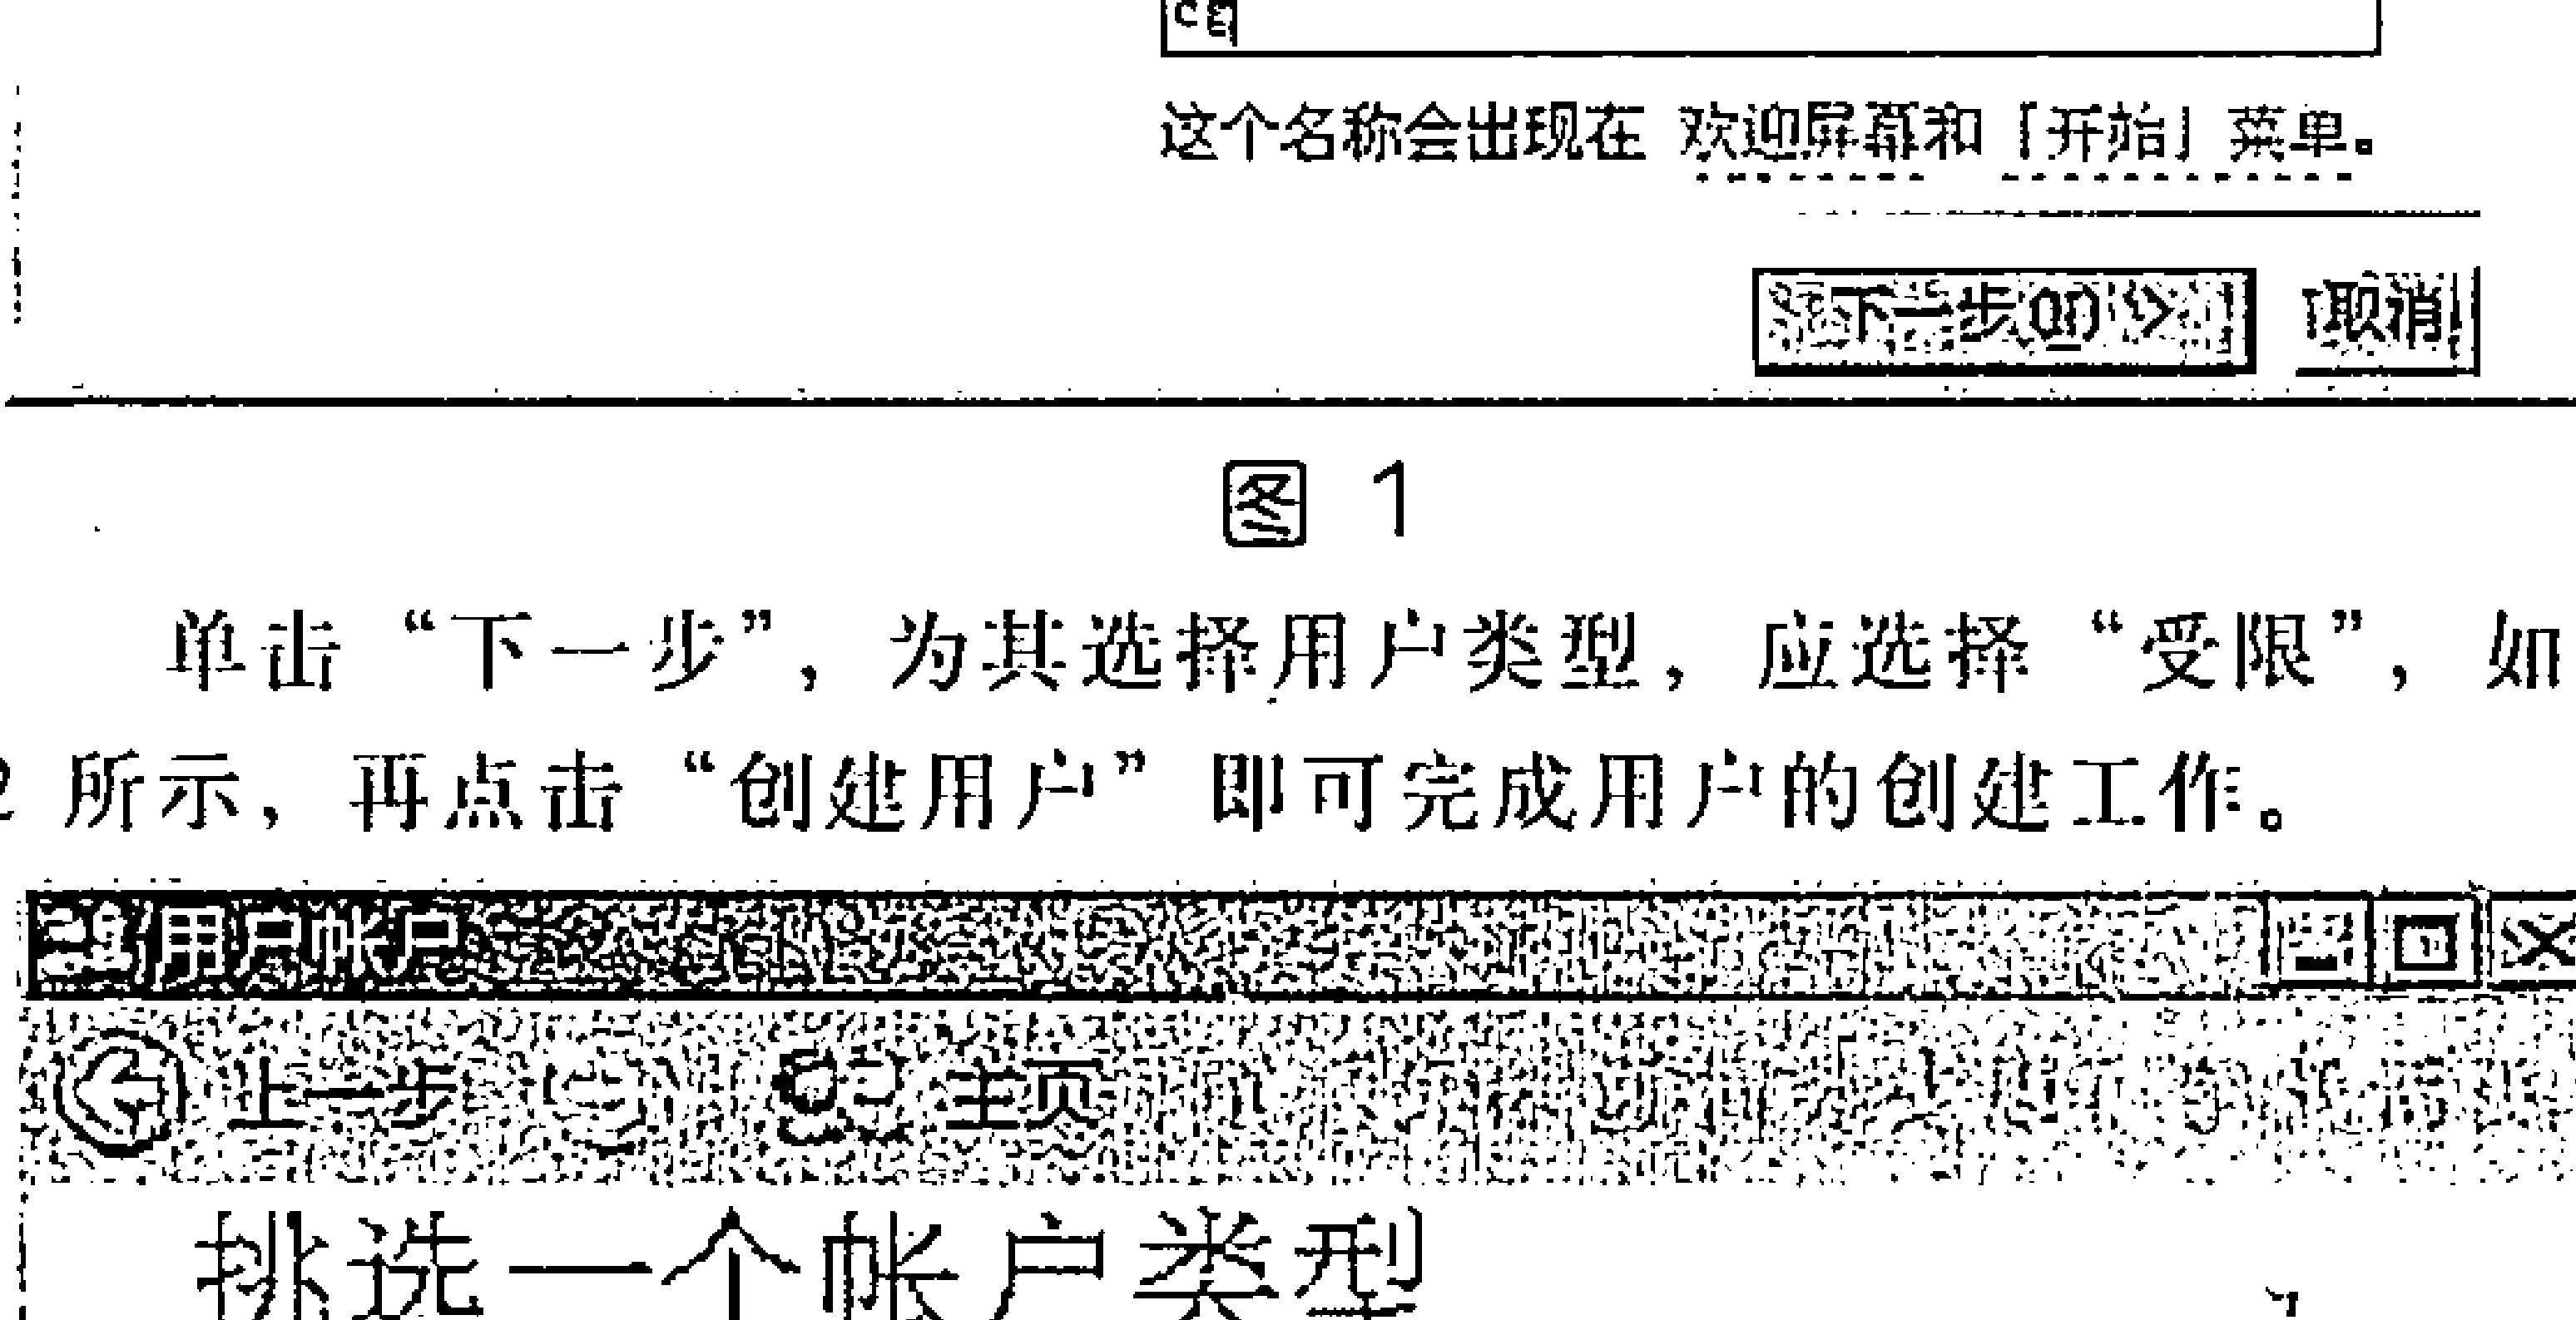 这个名称会出现在 欢迎屏幕和「开始」菜单。
下一步(N) > 取消
图 1
单击“下一步”，为其选择用户类型，应选择“受限”，如
2 所示，再点击“创建用户”即可完成用户的创建工作。
用户帐户
上一步 主页
挑选一个帐户类型